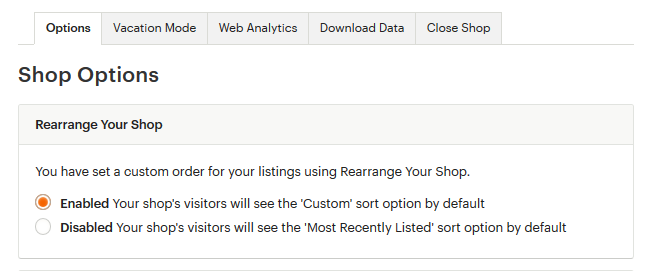 Options Vacation Mode Web Analytics Download Data Close Shop
Shop Options
Rearrange Your Shop
You have set a custom order for your listings using Rearrange Your Shop.
Enabled Your shop's visitors will see the 'Custom' sort option by default
Disabled Your shop's visitors will see the 'Most Recently Listed' sort option by default